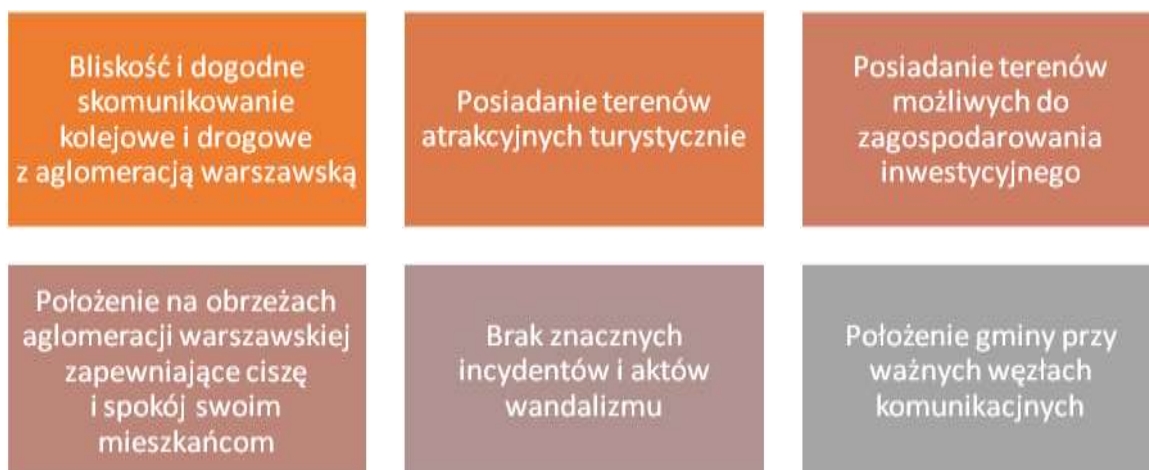 Bliskość i dogodne
skomunikowanie
kolejowe i drogowe
z aglomeracją warszawską
Posiadanie terenów
atrakcyjnych turystycznie
Posiadanie terenów
możliwych do
zagospodarowania
inwestycyjnego
Położenie na obrzeżach
aglomeracji warszawskiej
zapewniające ciszę
i spokój swoim
mieszkańcom
Brak znacznych
incydentów i aktów
wandalizmu
Położenie gminy przy
ważnych węzłach
komunikacjnych